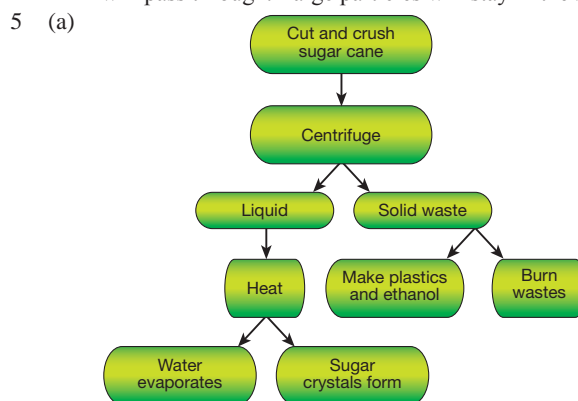 5 (a)
Cut and crush
sugar cane
Centrifuge
Liquid
Solid waste
Heat
Make plastics
and ethanol
Burn
wastes
Water
evaporates
Sugar
crystals form